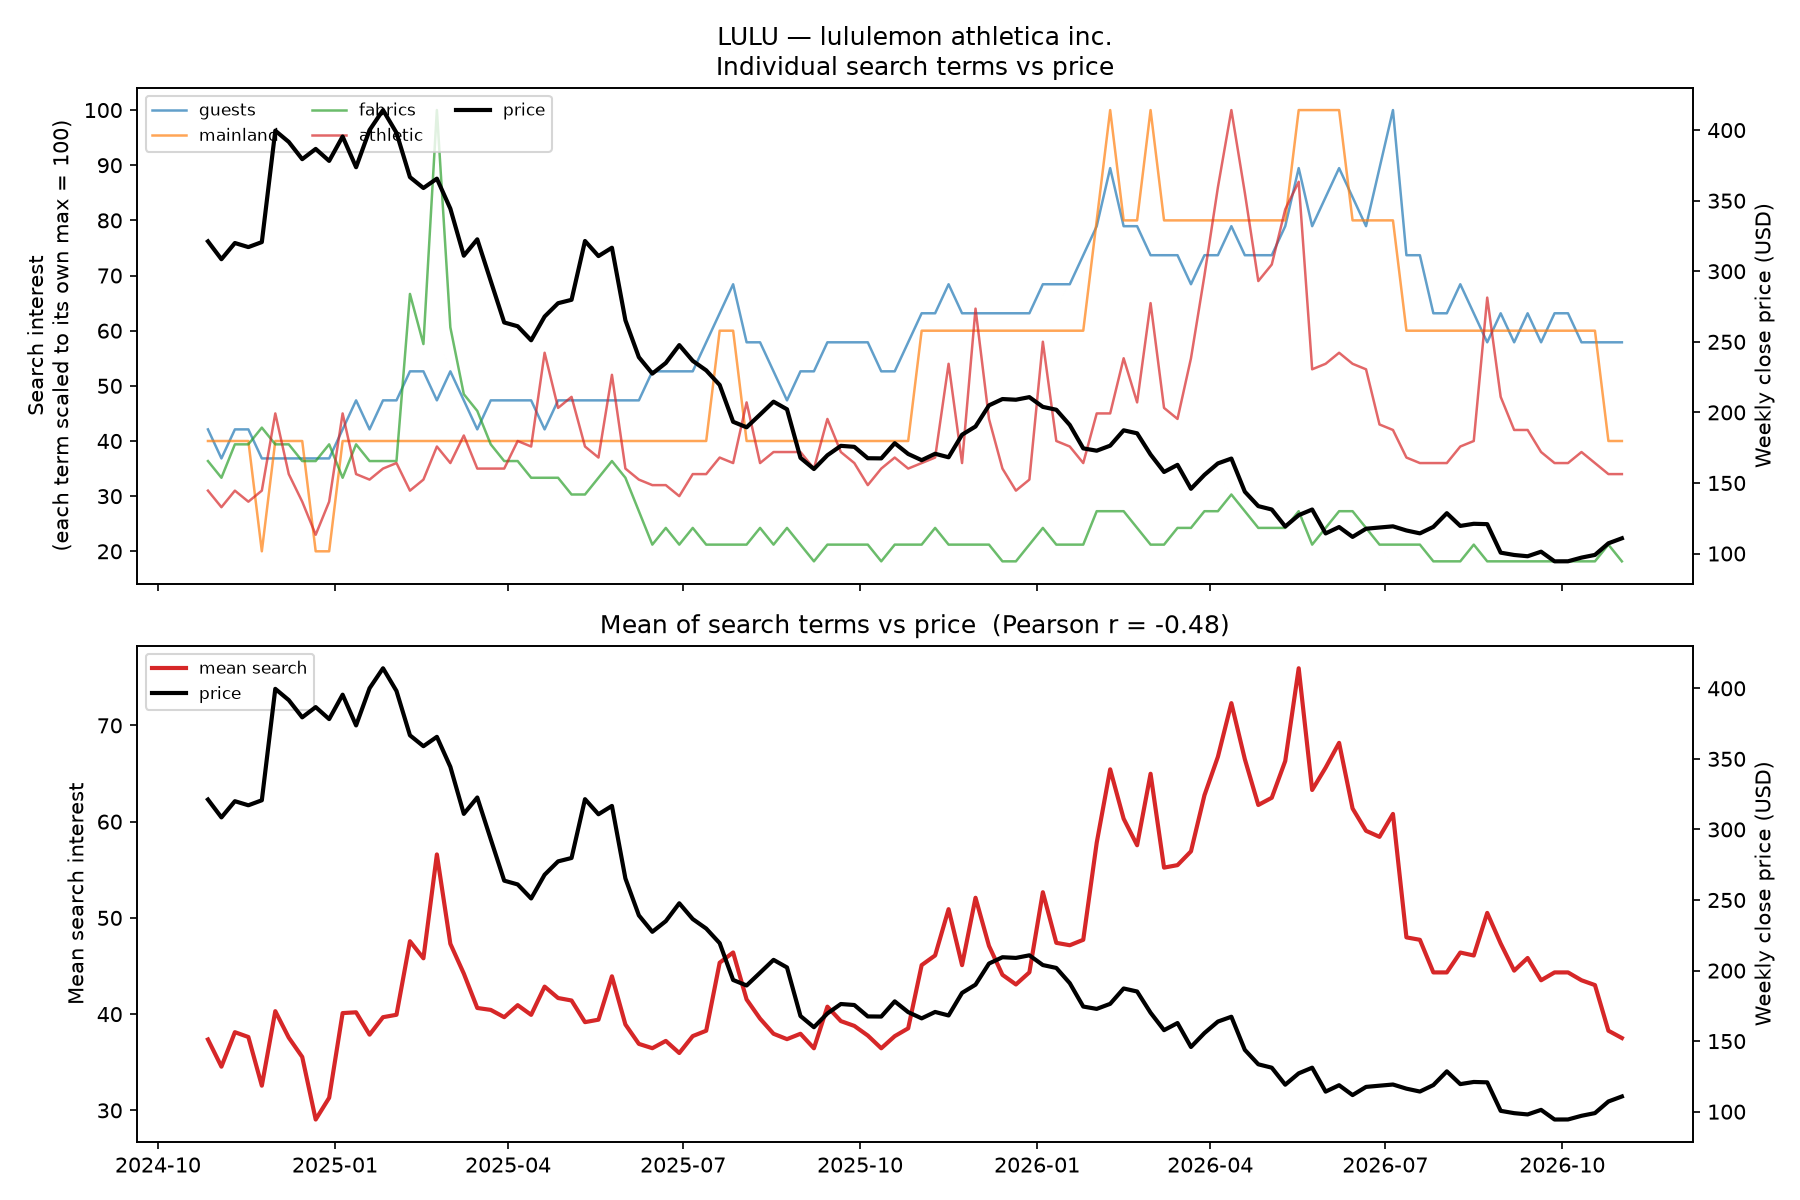 LULU — lululemon athletica inc.
Individual search terms vs price
guests
mainland
fabrics
athletic
price
Search interest
(each term scaled to its own max = 100)
100
90
80
70
60
50
40
30
20
400
350
300
250
200
150
100
Weekly close price (USD)
Mean of search terms vs price (Pearson r = -0.48)
mean search
price
Mean search interest
70
60
50
40
30
400
350
300
250
200
150
100
Weekly close price (USD)
2024-10 2025-01 2025-04 2025-07 2025-10 2026-01 2026-04 2026-07 2026-10